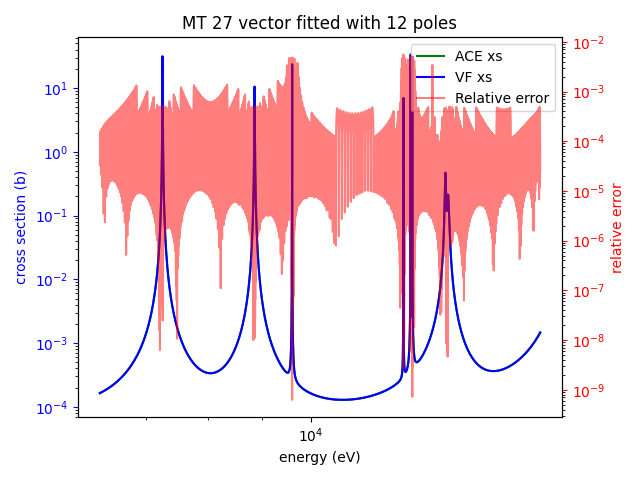 MT 27 vector fitted with 12 poles
ACE xs
VF xs
Relative error
cross section (b)
10¹
10⁰
10⁻¹
10⁻²
10⁻³
10⁻⁴
10⁻²
10⁻³
10⁻⁴
10⁻⁵
10⁻⁶
10⁻⁷
10⁻⁸
10⁻⁹
relative error
10⁴
energy (eV)